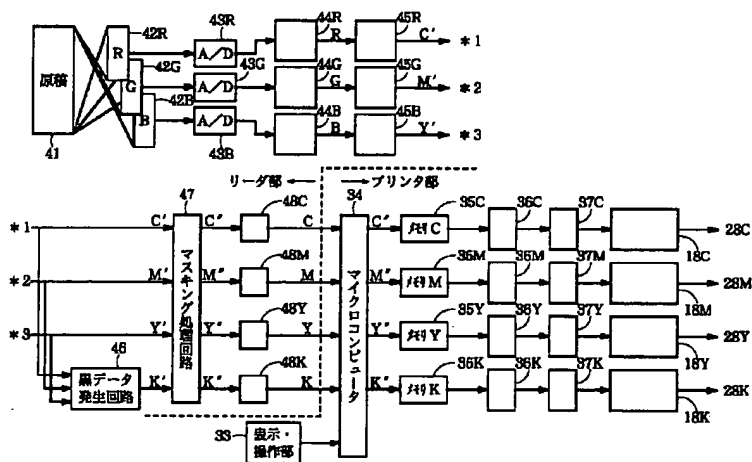 42R 43R 44R 45R
R A/D R C' *1
原稿 42G 43G 44G 45G
G A/D G M' *2
42B 44B 45B
B A/D B Y' *3
41 43B
リーダ部 プリンタ部
47 34
*1 C' C" 48C C C" 35C メモリC 36C 37C 28C
18C
*2 M' M" 48M M M" メモリM 36M 37M 28M
18M
マスキング処理回路
マイクロコンピュータ
*3 Y' Y" 48Y Y Y" 35Y メモリY 36Y 37Y 28Y
18Y
46 黒データ発生回路 K' K" 48K K K" 35K メモリK 36K 37K 28K
18K
33 表示・操作部